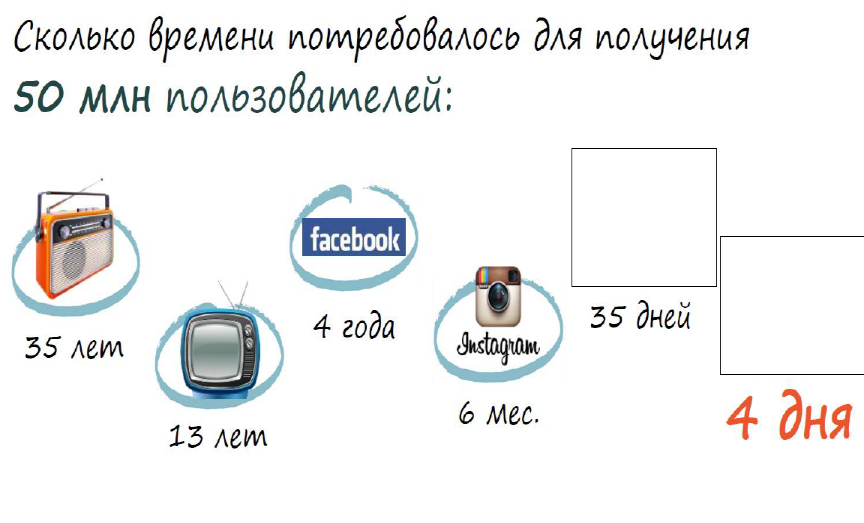 Сколько времени потребовалось для получения
50 млн пользователей:
facebook
Instagram
35 лет
13 лет
4 года
6 мес.
35 дней
4 дня